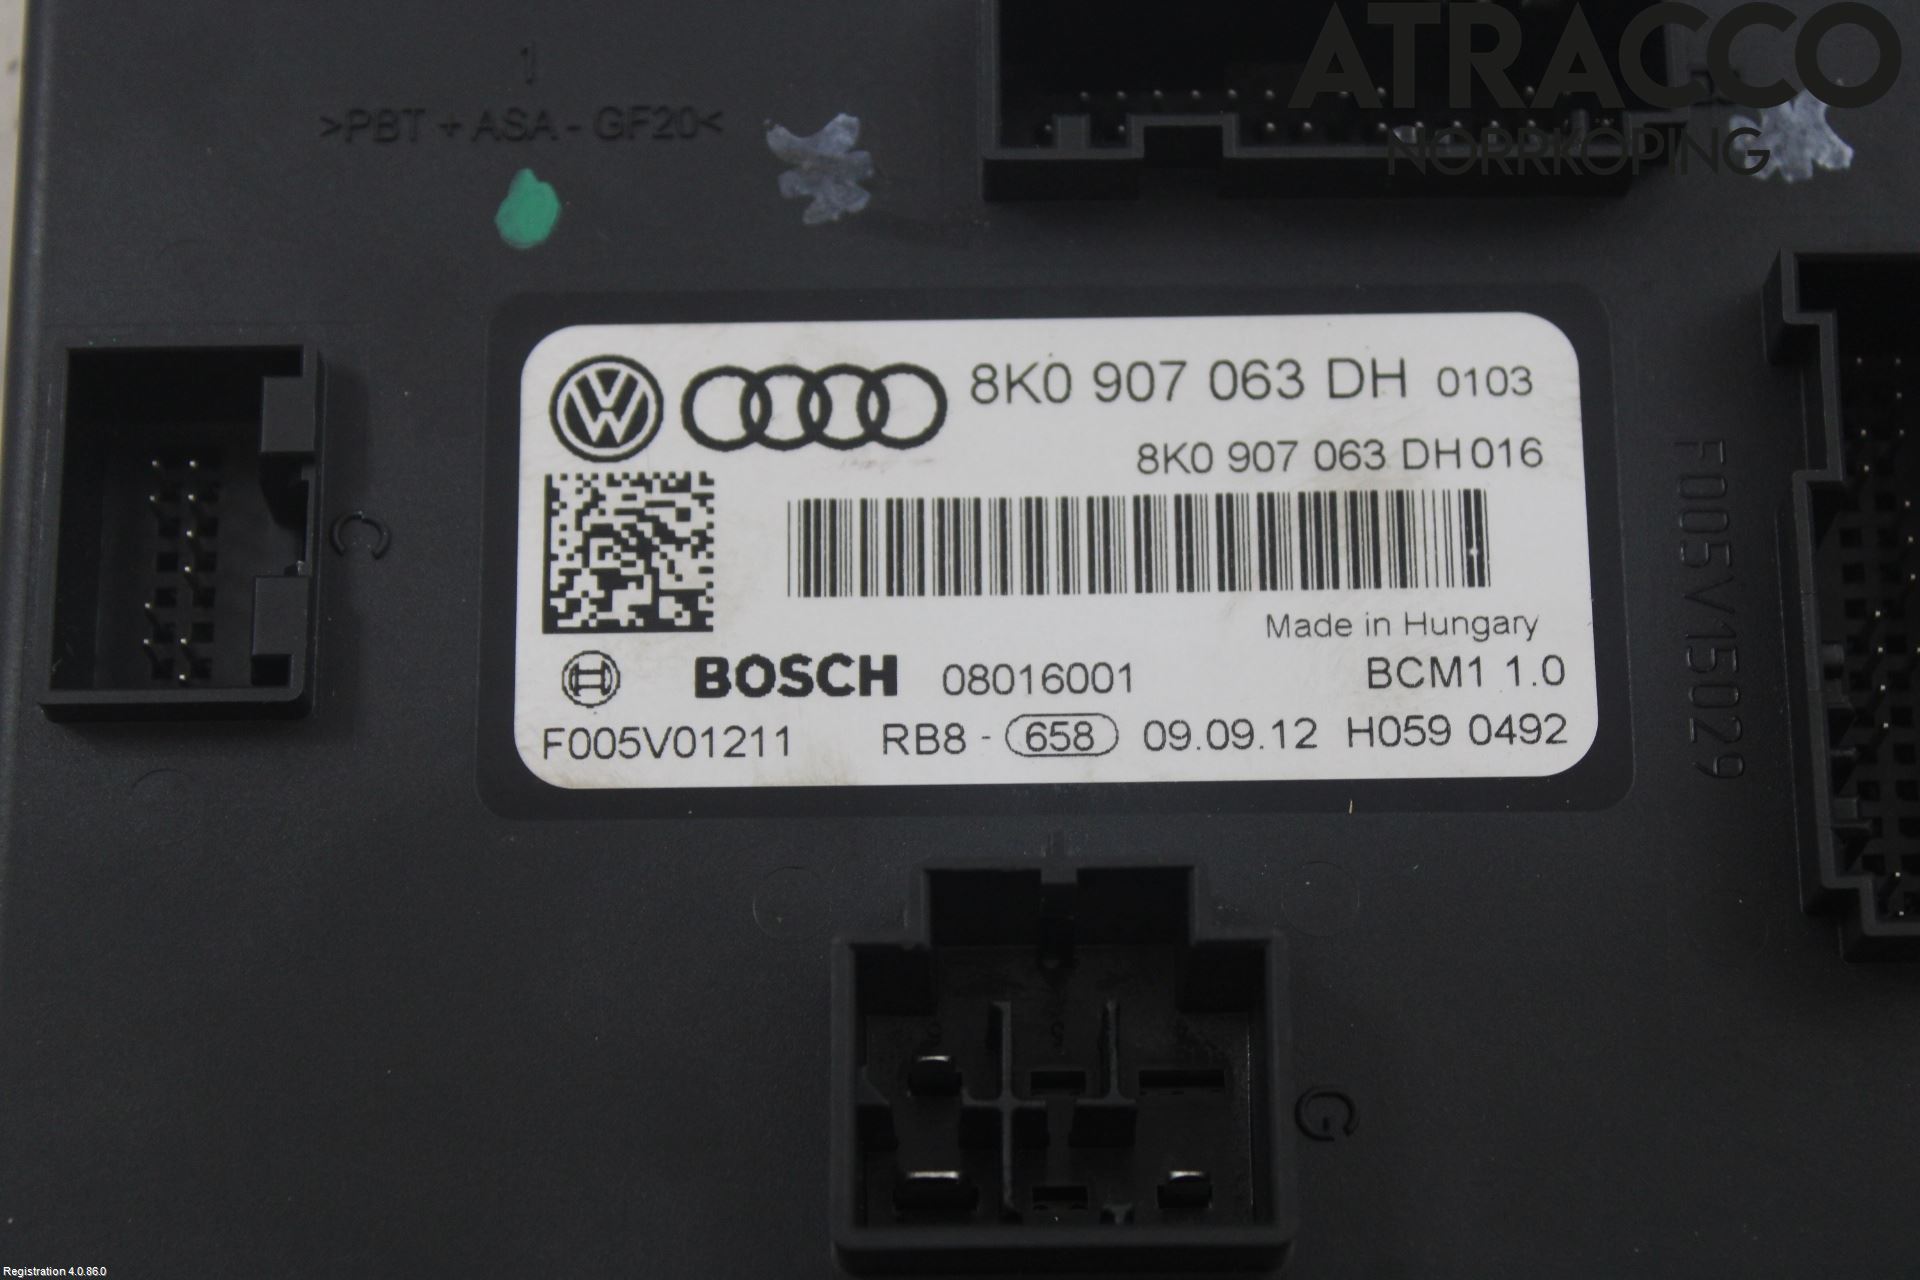 ATRACCO
NORRKÖPING
1
>PBT + ASA - GF20<
8K0 907 063 DH 0103
8K0 907 063 DH 016
Made in Hungary
BOSCH 08016001 BCM1 1.0
F005V01211 RB8 - 658 09.09.12 H059 0492
C
F005V15029
G
Registration 4.0.86.0